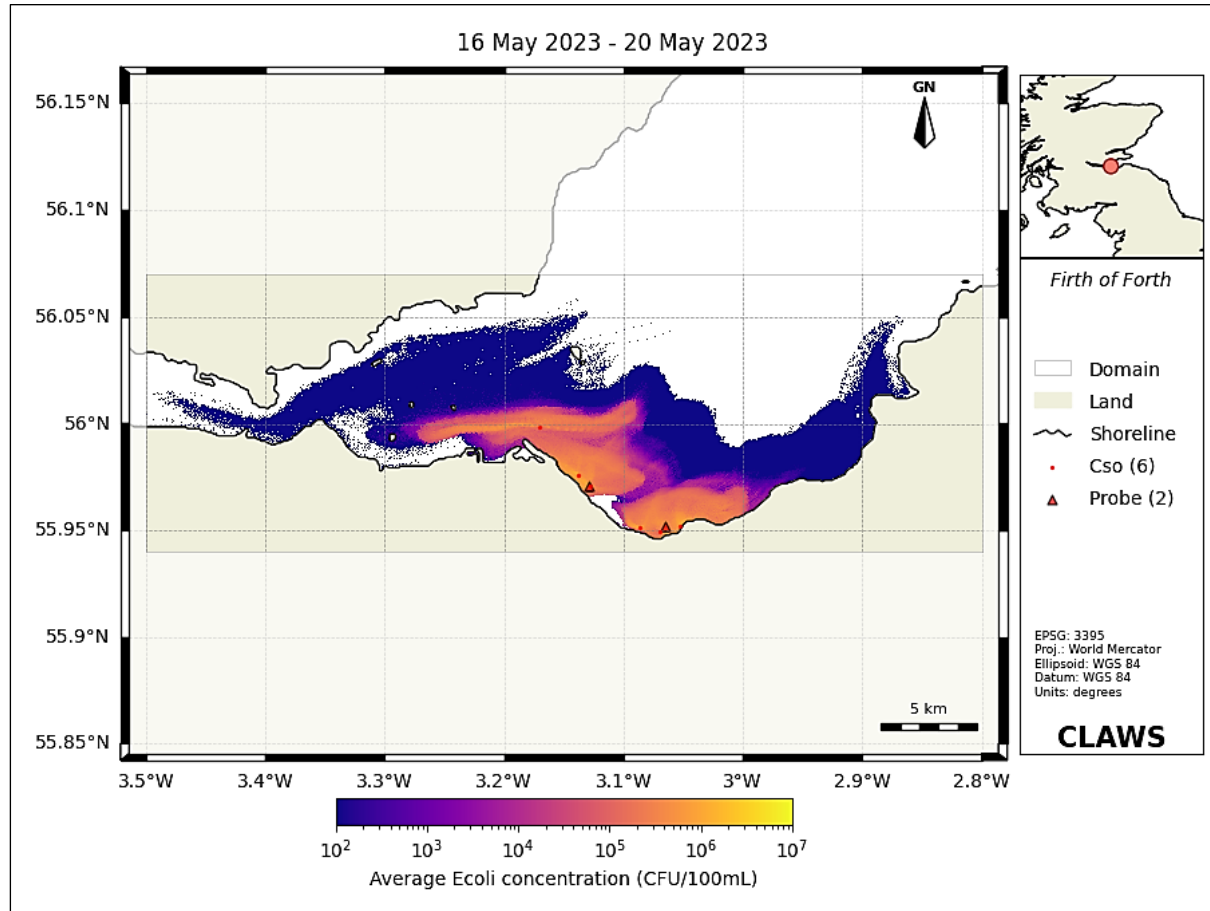 16 May 2023 - 20 May 2023
GN
56.15°N
56.1°N
56.05°N
56°N
55.95°N
55.9°N
55.85°N
3.5°W
3.4°W
3.3°W
3.2°W
3.1°W
3°W
2.9°W
2.8°W
5 km
10²
10³
10⁴
10⁵
10⁶
10⁷
Average Ecoli concentration (CFU/100mL)
Firth of Forth
Domain
Land
Shoreline
Cso (6)
Probe (2)
EPSG: 3395
Proj.: World Mercator
Ellipsoid: WGS 84
Datum: WGS 84
Units: degrees
CLAWS